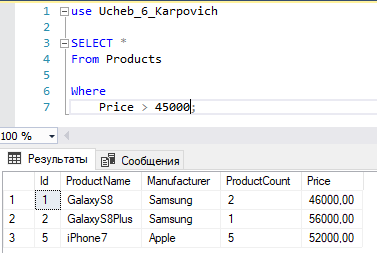 1 use Ucheb_6_Karpovich
2
3 SELECT *
4 From Products
5
6 Where
7 Price > 45000;
100 %
Результаты Сообщения
Id ProductName Manufacturer ProductCount Price
1 1 GalaxyS8 Samsung 2 46000,00
2 2 GalaxyS8Plus Samsung 1 56000,00
3 5 iPhone7 Apple 5 52000,00